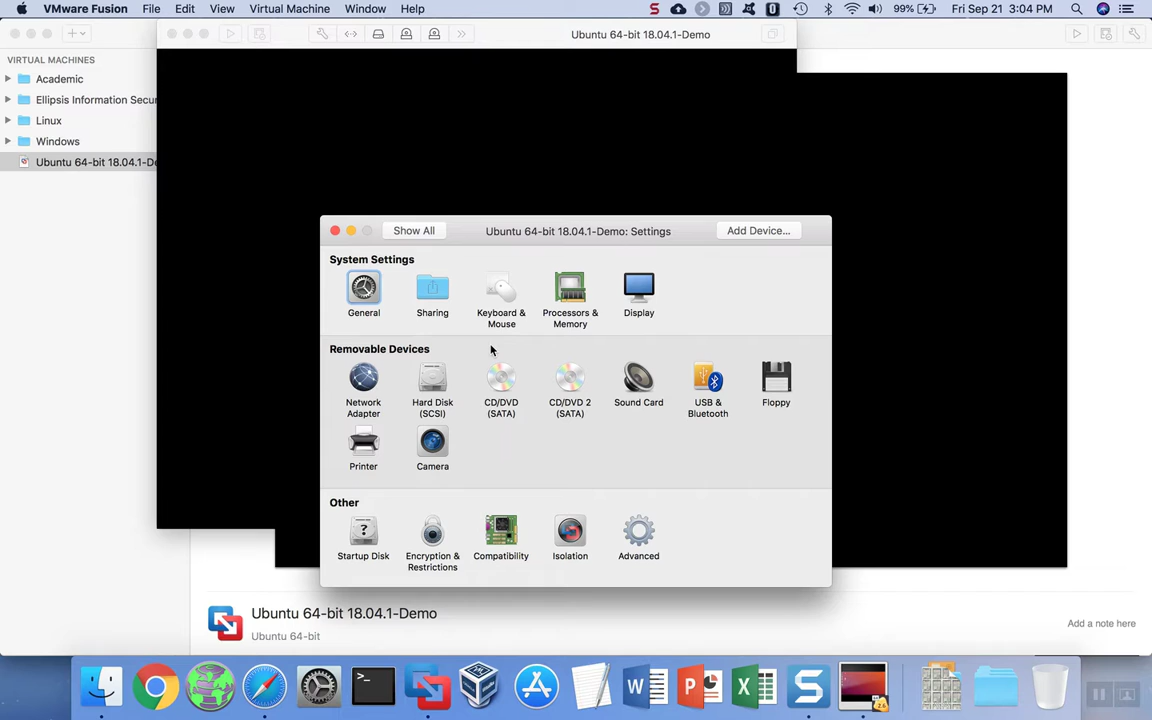 VMware Fusion File Edit View Virtual Machine Window Help 99% Fri Sep 21 3:04 PM
Ubuntu 64-bit 18.04.1-Demo
VIRTUAL MACHINES
Academic
Ellipsis Information Secur
Linux
Windows
Ubuntu 64-bit 18.04.1-De
Show All Ubuntu 64-bit 18.04.1-Demo: Settings Add Device...
System Settings
General Sharing Keyboard & Mouse Processors & Memory Display
Removable Devices
Network Adapter Hard Disk (SCSI) CD/DVD (SATA) CD/DVD 2 (SATA) Sound Card USB & Bluetooth Floppy
Printer Camera
Other
Startup Disk Encryption & Restrictions Compatibility Isolation Advanced
Ubuntu 64-bit 18.04.1-Demo
Ubuntu 64-bit
Add a note here